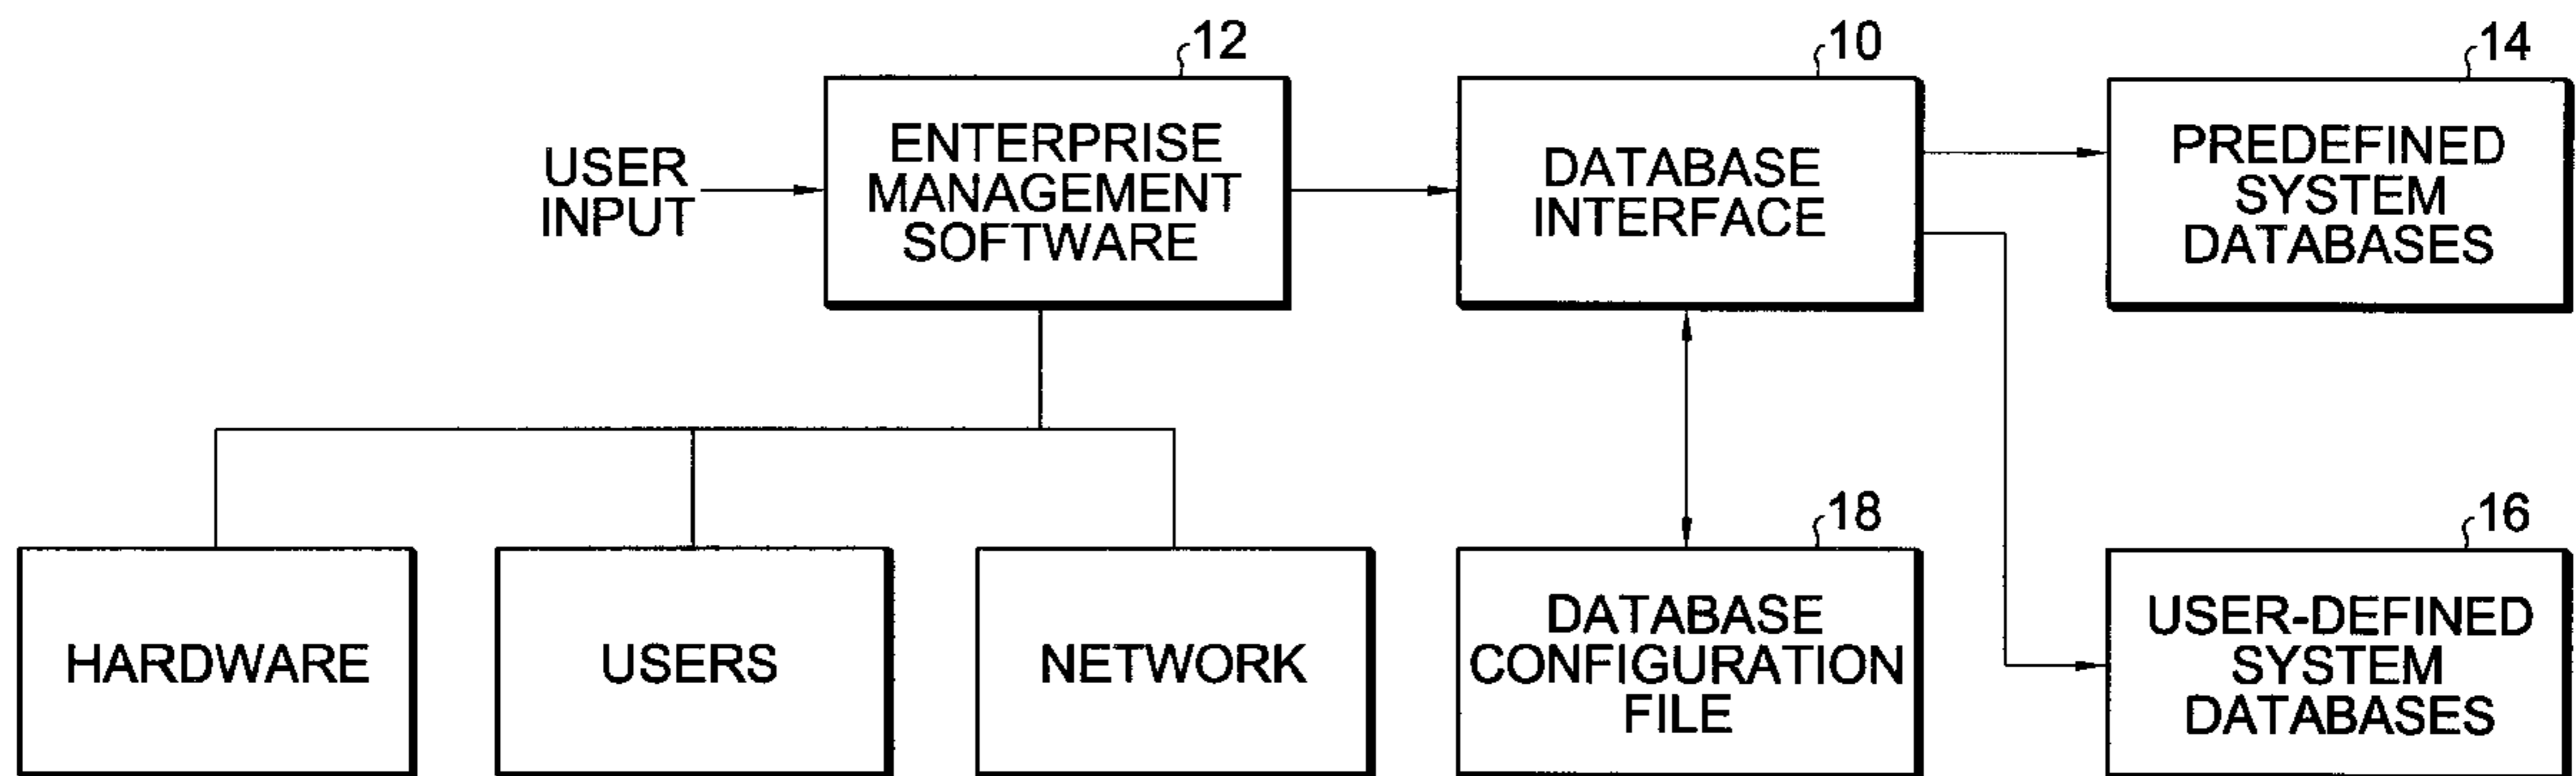 12
10
14
USER
INPUT
ENTERPRISE
MANAGEMENT
SOFTWARE
DATABASE
INTERFACE
PREDEFINED
SYSTEM
DATABASES
18
16
HARDWARE
USERS
NETWORK
DATABASE
CONFIGURATION
FILE
USER-DEFINED
SYSTEM
DATABASES